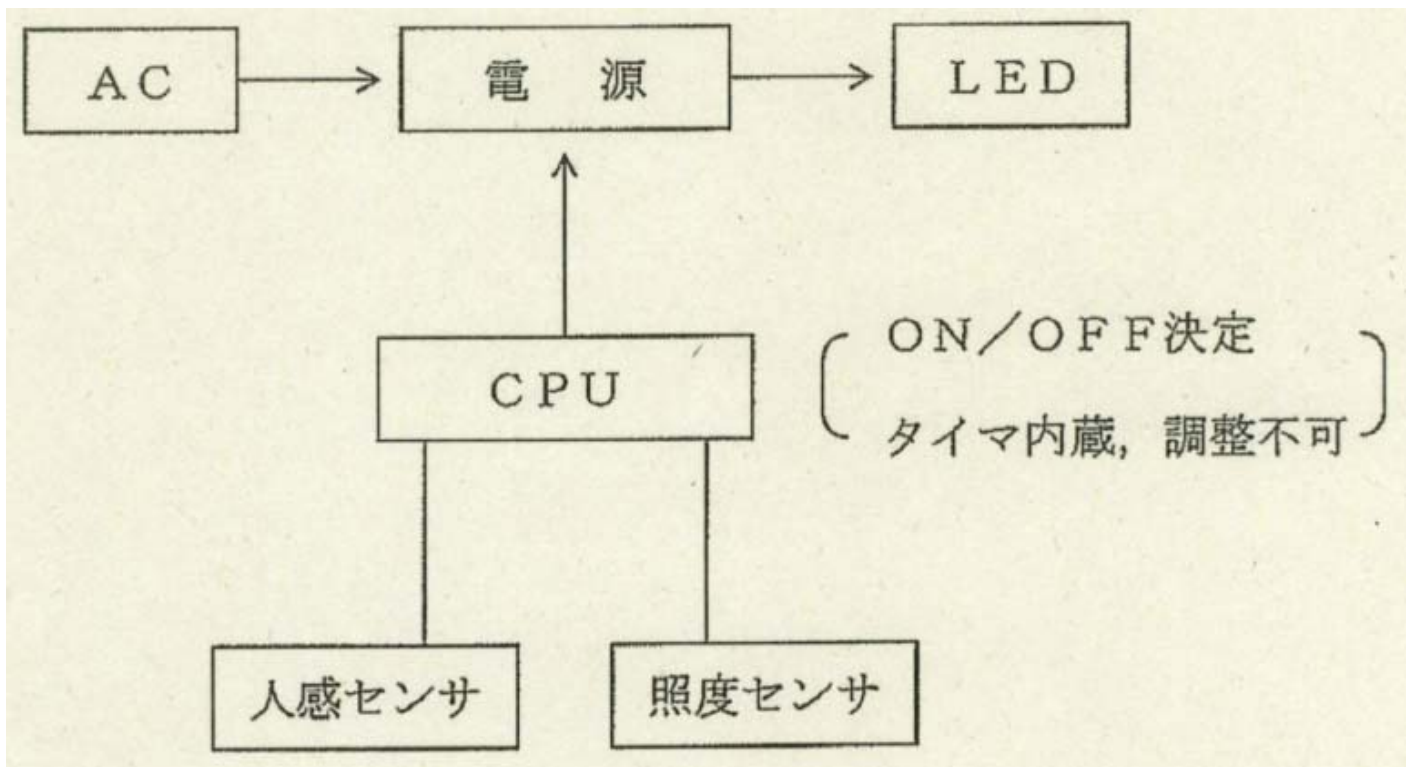 AC
電 源
LED
CPU
ON/OFF決定
タイマ内蔵,調整不可
人感センサ
照度センサ